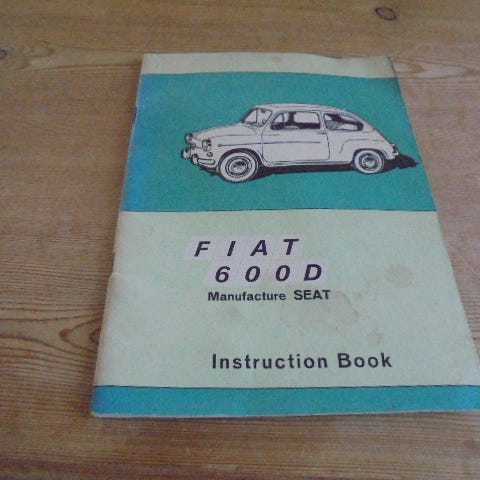 FIAT
600D
Manufacture SEAT
Instruction Book